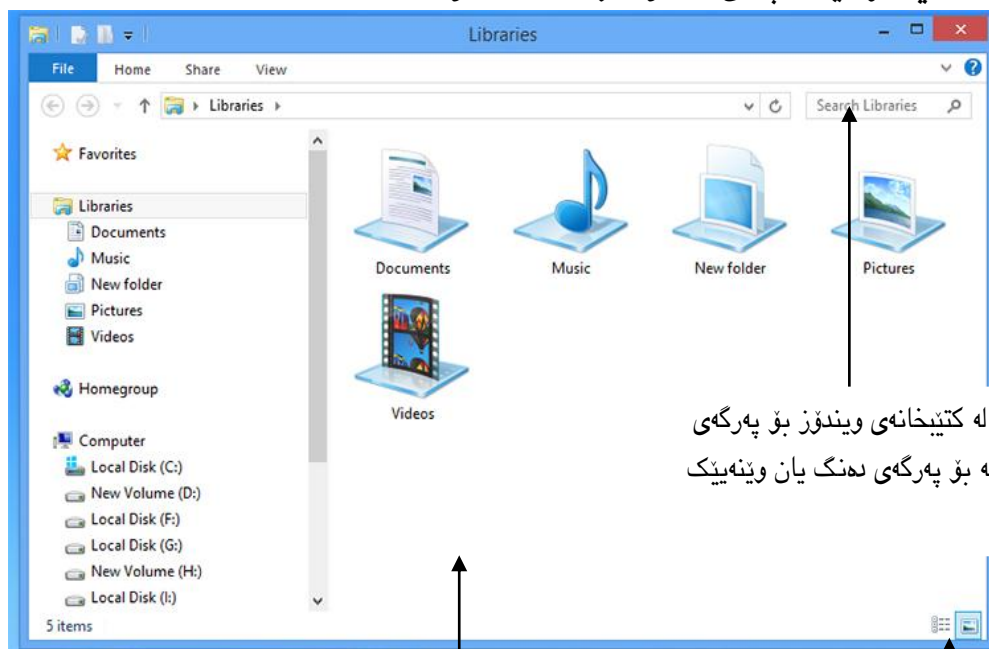 Libraries
File Home Share View
Libraries
Search Libraries
Favorites
Libraries
Documents
Music
New folder
Pictures
Videos
Homegroup
Computer
Local Disk (C:)
New Volume (D:)
Local Disk (F:)
Local Disk (G:)
New Volume (H:)
Local Disk (I:)
Documents Music New folder Pictures
Videos
لە کتێبخانەی ویندۆز بۆ پەرگەی
بۆ پەرگەی دەنگ یان وێنەیێک
5 items